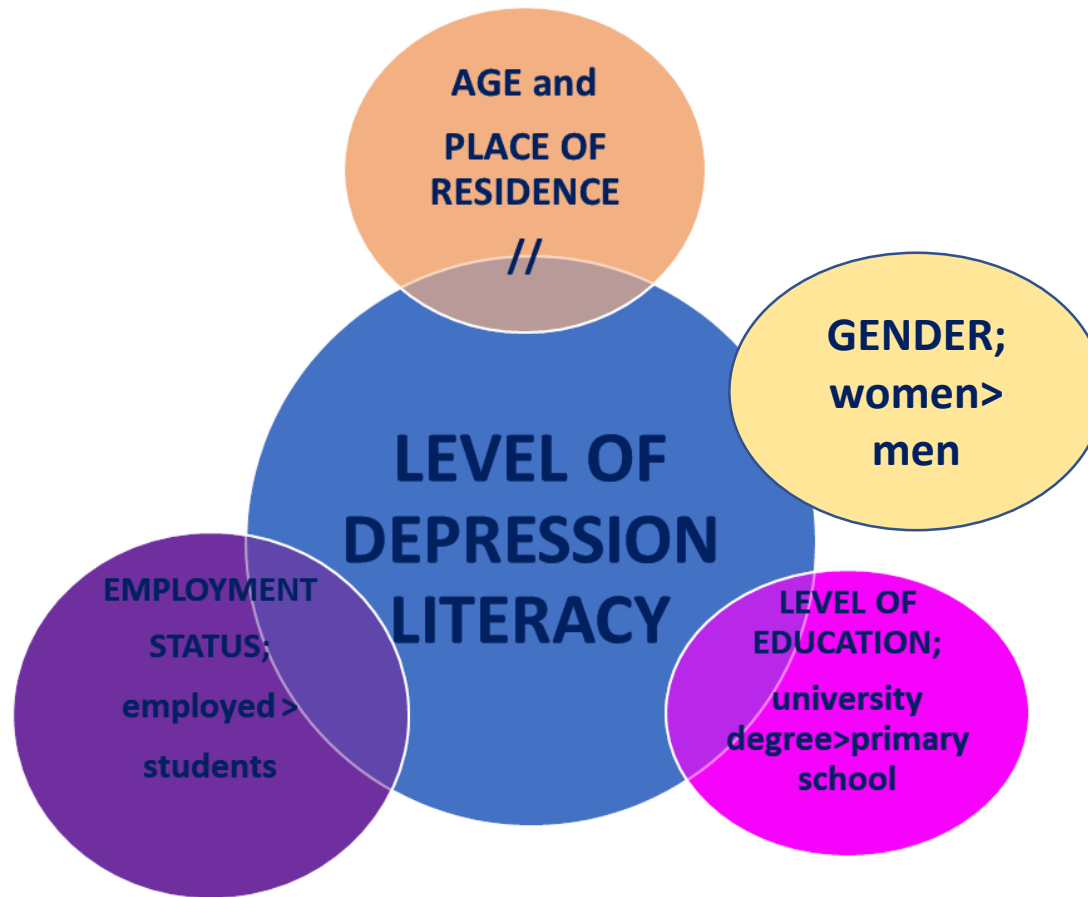 AGE and
PLACE OF
RESIDENCE
//
GENDER;
women>
men
LEVEL OF
DEPRESSION
LITERACY
EMPLOYMENT
STATUS;
employed >
students
LEVEL OF
EDUCATION;
university
degree>primary
school